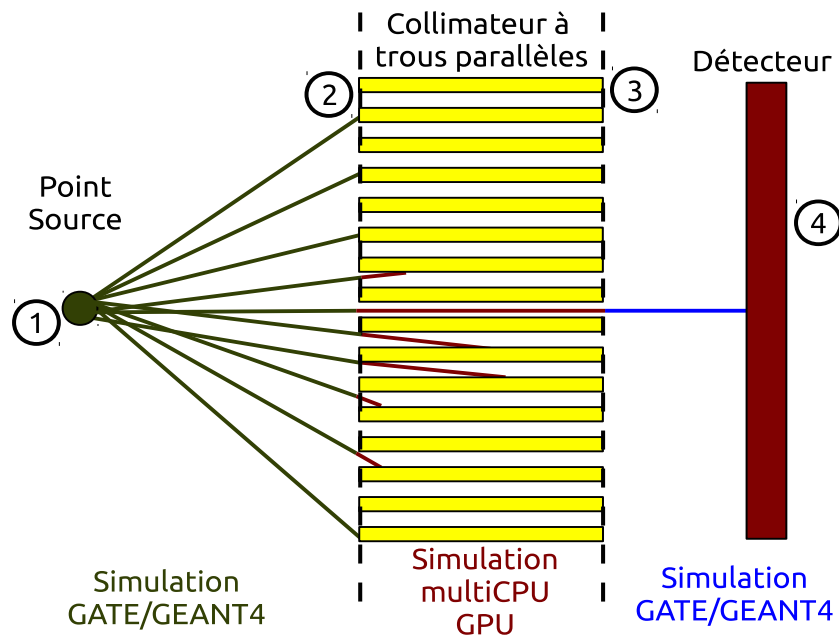 Collimateur à
trous parallèles
Détecteur
2
3
Point
Source
4
1
Simulation
GATE/GEANT4
Simulation
multiCPU
GPU
Simulation
GATE/GEANT4